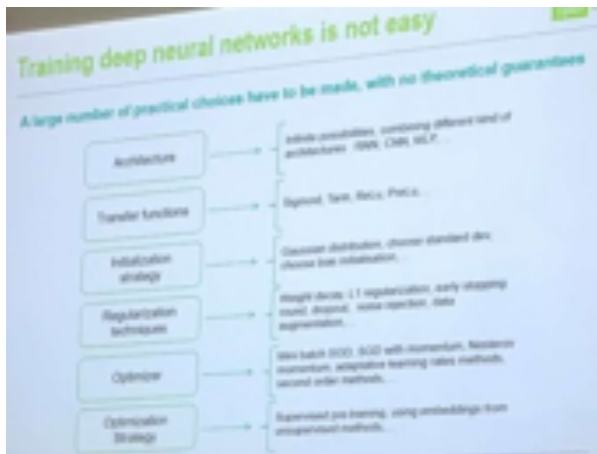 Training deep neural networks is not easy
A large number of practical choices have to be made, with no theoretical guarantees
Architecture
Infinite possibilities, combining different kind of
architectures: RNN, CNN, MLP, ...
Transfer functions
Sigmoid, Tanh, ReLu, PreLu, ...
Initialization
strategy
Gaussian distribution, choose standard dev,
choose bias initialisation, ...
Regularization
techniques
Weight decay, L1 regularization, early stopping
round, dropout, noise injection, data
augmentation, ...
Optimizer
Mini batch SGD, SGD with momentum, Nesterov
momentum, adaptative learning rates methods,
second order methods, ...
Optimization
Strategy
Supervised pre-training, using embeddings from
unsupervised methods, ...